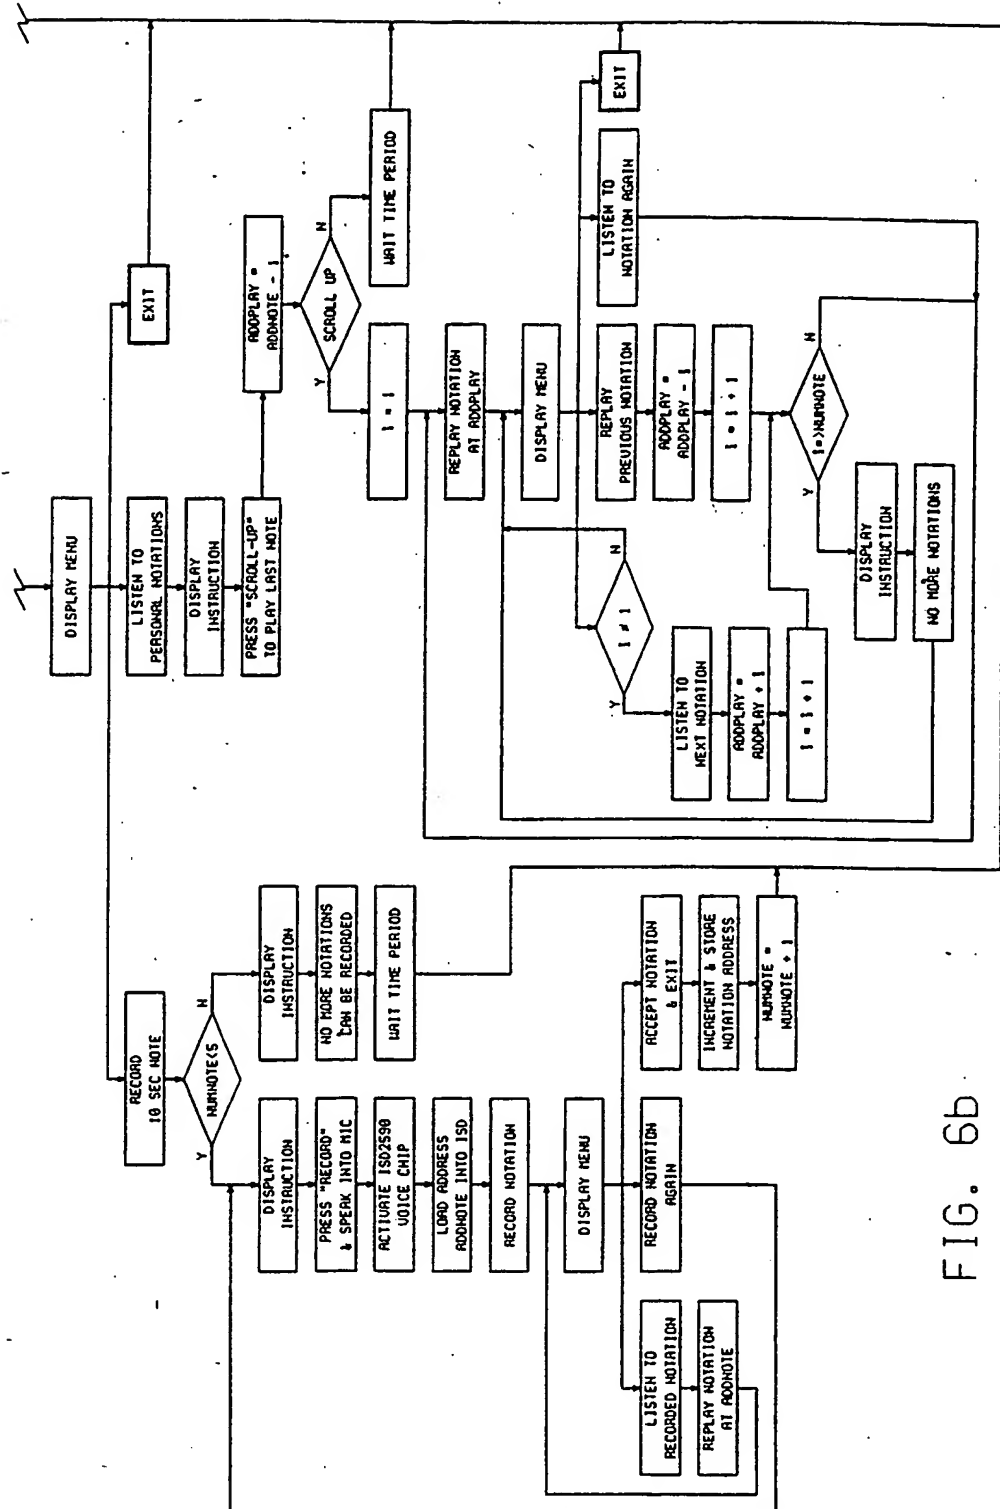 DISPLAY MENU
RECORD
10 SEC NOTE
LISTEN TO
PERSONAL NOTATIONS
EXIT
NUMNOTE<5
Y
N
DISPLAY
INSTRUCTION
PRESS "SCROLL-UP"
TO PLAY LAST NOTE
ADDPLAY =
ADDNOTE - 1
SCROLL UP
Y
N
WAIT TIME PERIOD
DISPLAY
INSTRUCTION
PRESS "RECORD"
& SPEAK INTO MIC
ACTIVATE ISD2590
VOICE CHIP
LOAD ADDRESS
ADDNOTE INTO ISD
RECORD NOTATION
DISPLAY MENU
LISTEN TO
RECORDED NOTATION
REPLAY NOTATION
AT ADDNOTE
RECORD NOTATION
AGAIN
ACCEPT NOTATION
& EXIT
INCREMENT & STORE
NOTATION ADDRESS
NUMNOTE =
NUMNOTE + 1
DISPLAY
INSTRUCTION
NO MORE NOTATIONS
CAN BE RECORDED
WAIT TIME PERIOD
I = 1
REPLAY NOTATION
AT ADDPLAY
DISPLAY MENU
I ≠ 1
Y
N
LISTEN TO
NEXT NOTATION
ADDPLAY =
ADDPLAY + 1
I = I + 1
REPLAY
PREVIOUS NOTATION
ADDPLAY =
ADDPLAY - 1
I = I + 1
LISTEN TO
NOTATION AGAIN
EXIT
I=>NUMNOTE
Y
N
DISPLAY
INSTRUCTION
NO MORE NOTATIONS
FIG. 6b